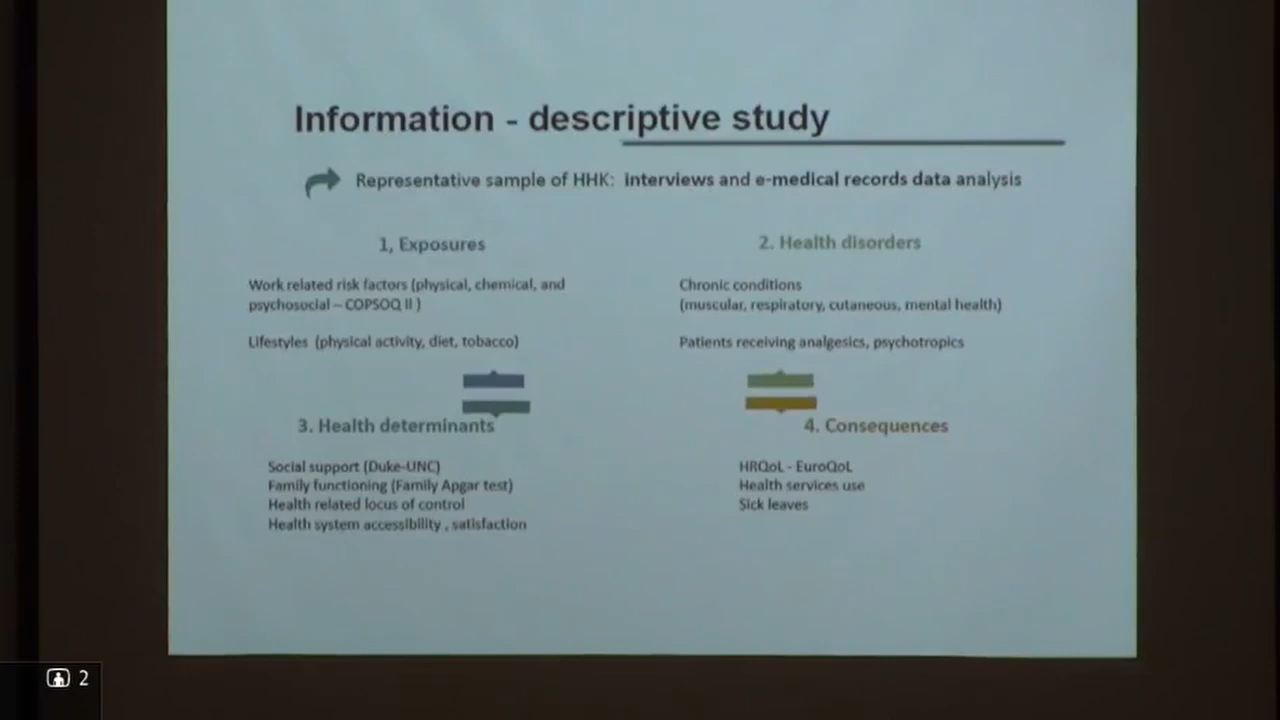 Information - descriptive study
Representative sample of HHK: interviews and e-medical records data analysis
1, Exposures
Work related risk factors (physical, chemical, and
psychosocial – COPSOQ II )
Lifestyles (physical activity, diet, tobacco)
2. Health disorders
Chronic conditions
(muscular, respiratory, cutaneous, mental health)
Patients receiving analgesics, psychotropics
3. Health determinants
Social support (Duke-UNC)
Family functioning (Family Apgar test)
Health related locus of control
Health system accessibility , satisfaction
4. Consequences
HRQoL - EuroQoL
Health services use
Sick leaves
2